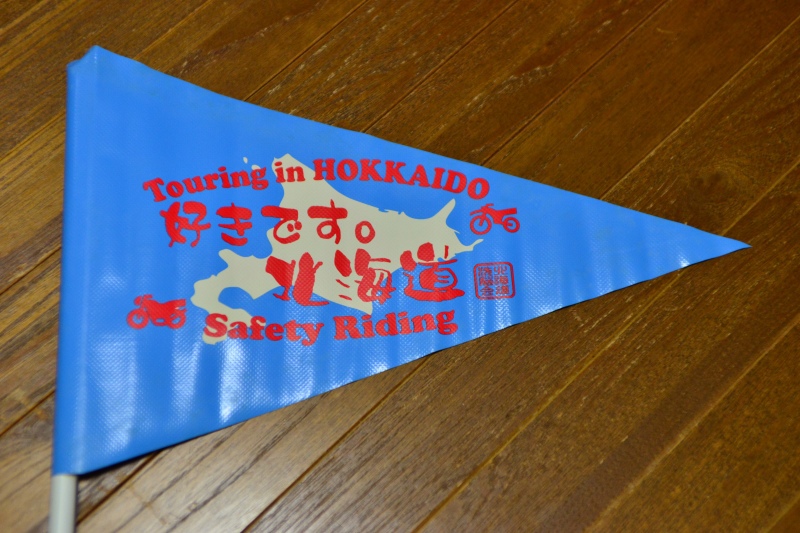 Touring in HOKKAIDO
好きです。
北海道
Safety Riding